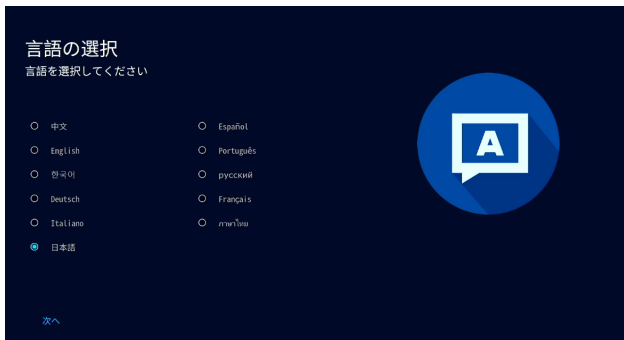 言語の選択
言語を選択してください
中文
Español
English
Português
한국어
русский
Deutsch
Français
Italiano
ภาษาไทย
日本語
A
次へ